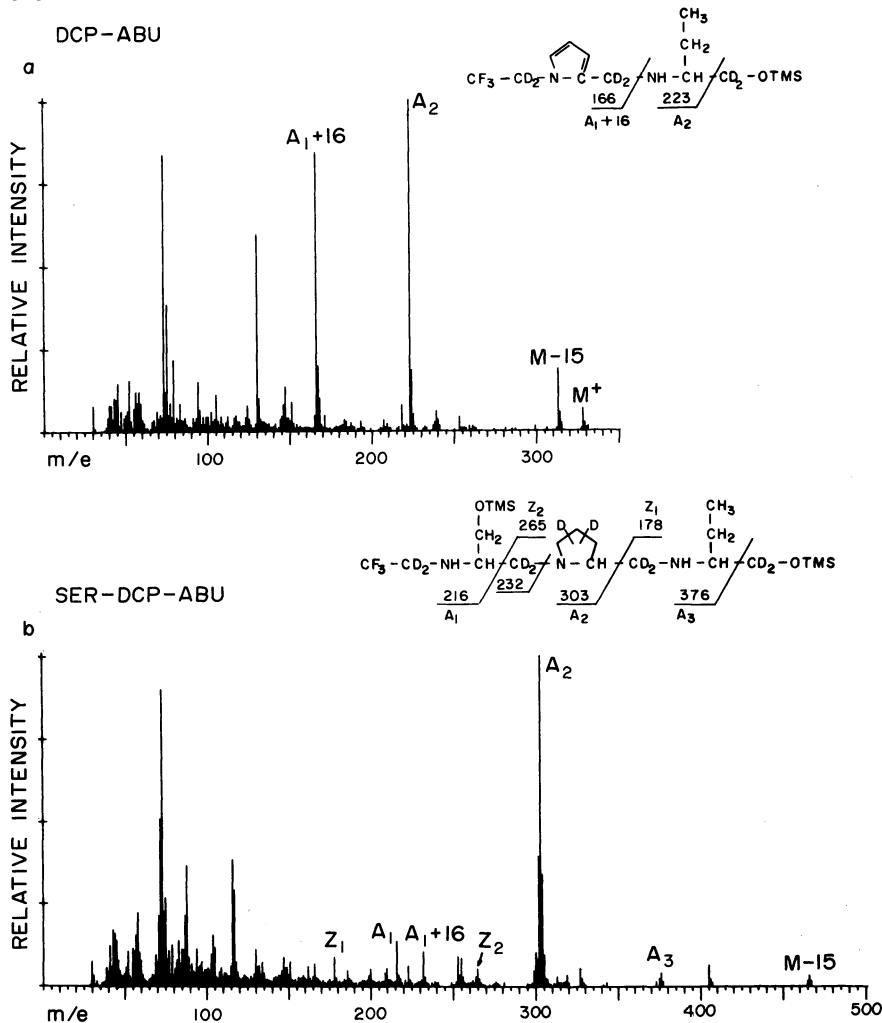 DCP-ABU
a
CH₃
CH₂
CF₃-CD₂-N-C-CD₂-NH-CH-CD₂-OTMS
166 223
A₁+16 A₂
RELATIVE INTENSITY
A₁+16
A₂
M-15
M⁺
m/e 100 200 300
SER-DCP-ABU
b
OTMS Z₂ Z₁ CH₃
265 D D 178
CH₂ CH₂
CF₃-CD₂-NH-CH-CD₂-N-CH-CD₂-NH-CH-CD₂-OTMS
232
216 303 376
A₁ A₂ A₃
RELATIVE INTENSITY
A₂
Z₁
A₁
A₁+16
Z₂
A₃
M-15
m/e 100 200 300 400 500